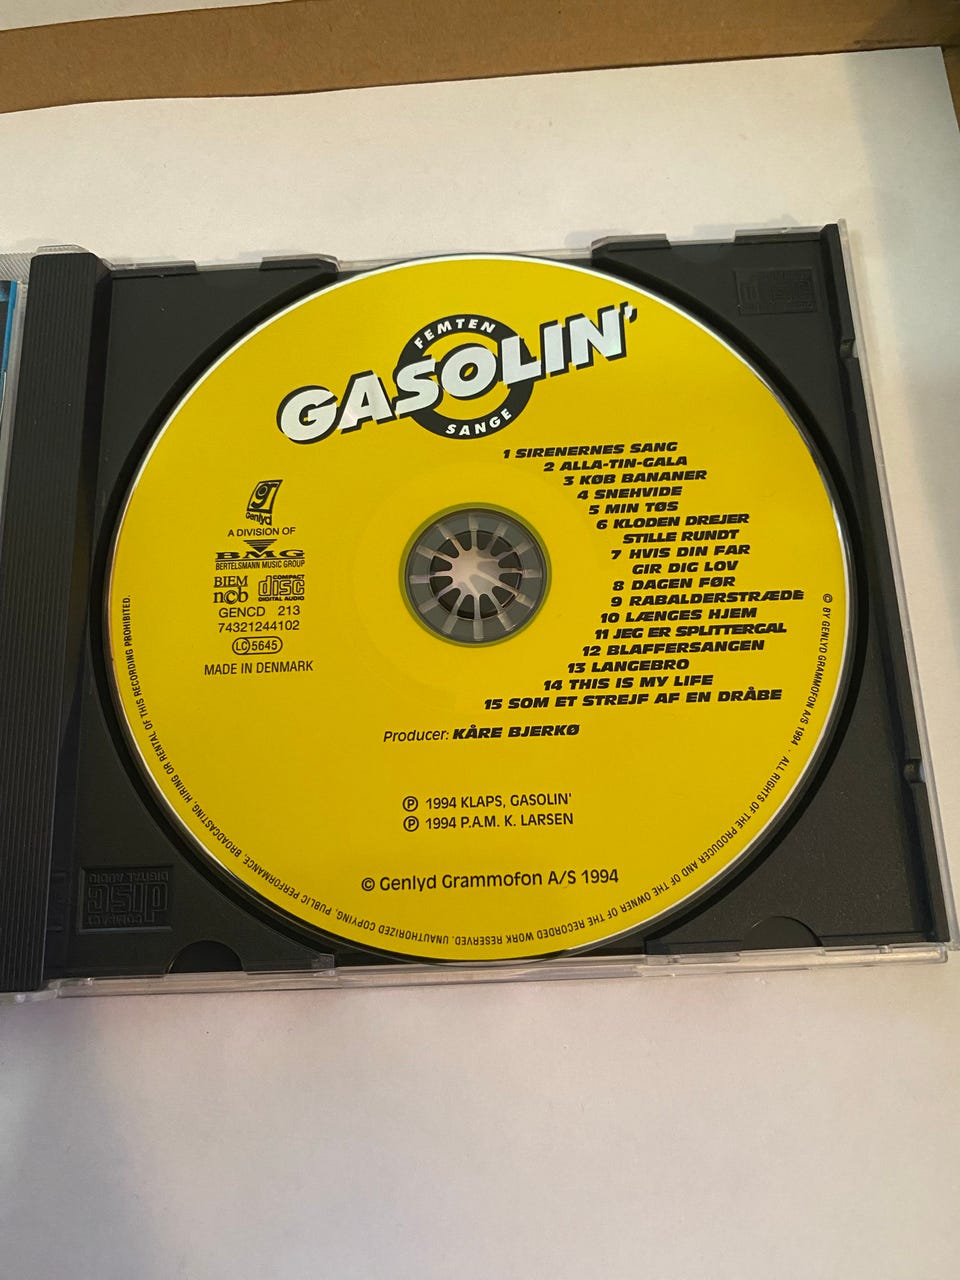 FEMTEN
GASOLIN'
SANGE
1 SIRENERNES SANG
2 ALLA-TIN-GALA
3 KØB BANANER
4 SNEHVIDE
5 MIN TØS
6 KLODEN DREJER
STILLE RUNDT
7 HVIS DIN FAR
GIR DIG LOV
8 DAGEN FØR
9 RABALDERSTRÆDE
10 LÆNGES HJEM
11 JEG ER SPLITTERGAL
12 BLAFFERSANGEN
13 LANGEBRO
14 THIS IS MY LIFE
15 SOM ET STREJF AF EN DRÅBE
g
Genlyd
A DIVISION OF
BMG
BERTELSMANN MUSIC GROUP
BIEM
ncb
COMPACT
disc
DIGITAL AUDIO
GENCD 213
74321244102
LC 5645
MADE IN DENMARK
Producer: KÅRE BJERKØ
Ⓟ 1994 KLAPS, GASOLIN'
Ⓟ 1994 P.A.M. K. LARSEN
© Genlyd Grammofon A/S 1994
© BY GENLYD GRAMMOFON A/S 1994 · ALL RIGHTS OF THE PRODUCER AND OF THE OWNER OF THE RECORDED WORK RESERVED. UNAUTHORIZED COPYING, PUBLIC PERFORMANCE, BROADCASTING, HIRING OR RENTAL OF THIS RECORDING PROHIBITED.
COMPACT
disc
DIGITAL AUDIO